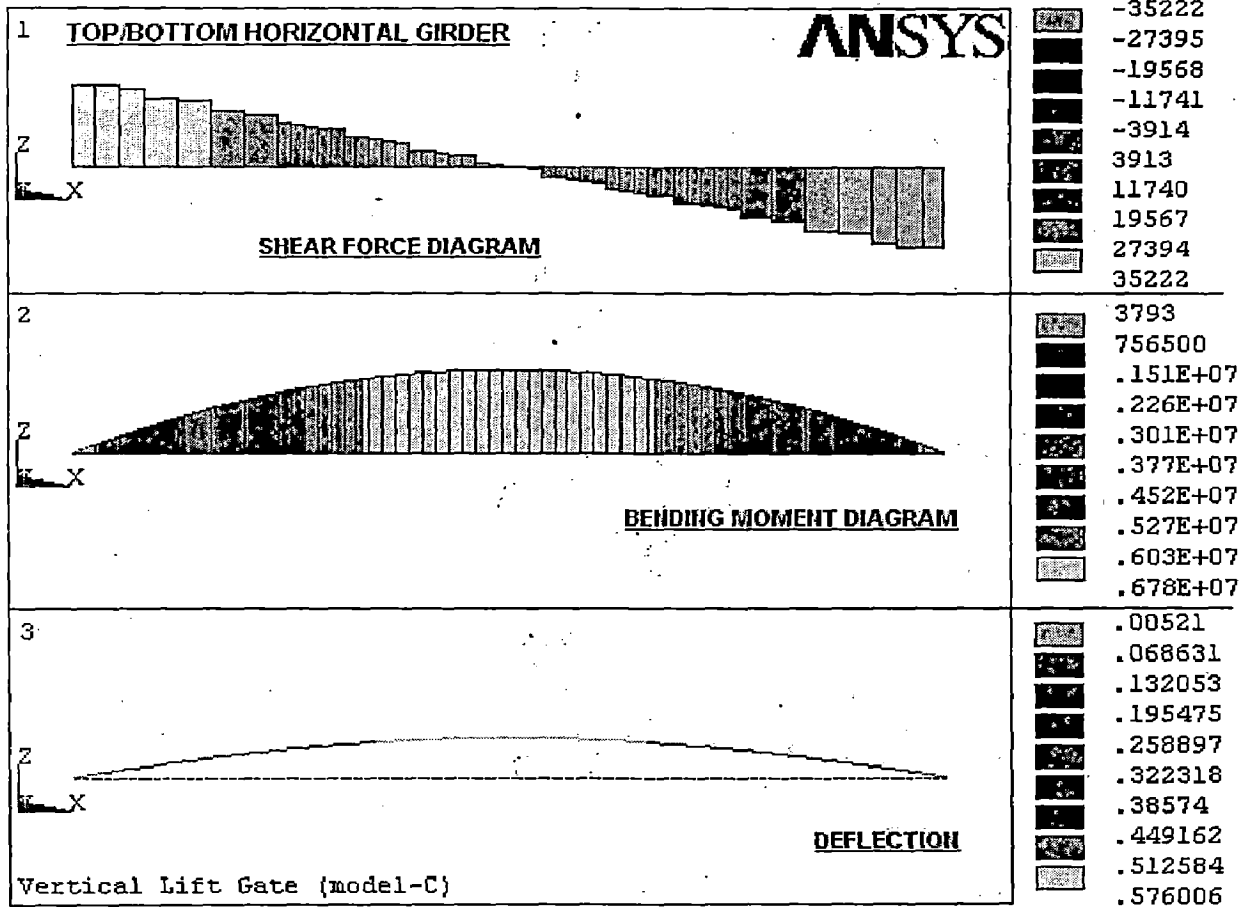 1 TOP/BOTTOM HORIZONTAL GIRDER
ANSYS
Z
X
SHEAR FORCE DIAGRAM
-35222
-27395
-19568
-11741
-3914
3913
11740
19567
27394
35222
2
Z
X
BENDING MOMENT DIAGRAM
3793
756500
.151E+07
.226E+07
.301E+07
.377E+07
.452E+07
.527E+07
.603E+07
.678E+07
3
Z
X
DEFLECTION
Vertical Lift Gate (model-C)
.00521
.068631
.132053
.195475
.258897
.322318
.38574
.449162
.512584
.576006